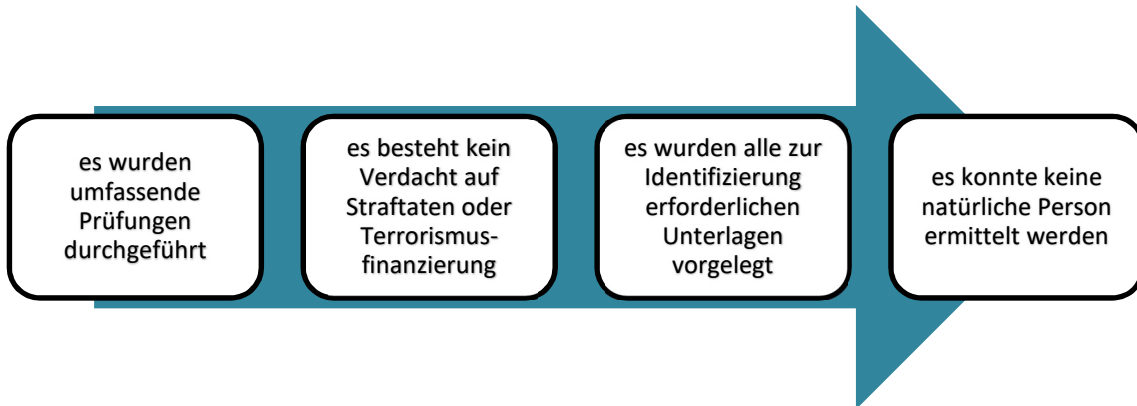 es wurden
umfassende
Prüfungen
durchgeführt
es besteht kein
Verdacht auf
Straftaten oder
Terrorismus-
finanzierung
es wurden alle zur
Identifizierung
erforderlichen
Unterlagen
vorgelegt
es konnte keine
natürliche Person
ermittelt werden